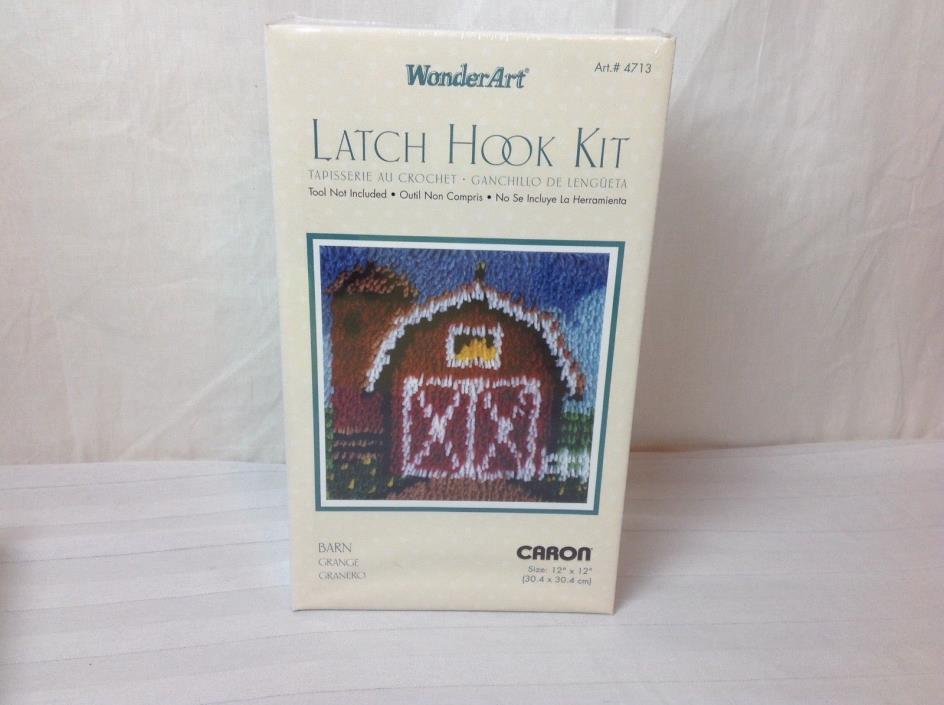 WonderArt®
Art.# 4713
LATCH HOOK KIT
TAPISSERIE AU CROCHET • GANCHILLO DE LENGÜETA
Tool Not Included • Outil Non Compris • No Se Incluye La Herramienta
BARN
GRANGE
GRANERO
CARON
Size: 12" x 12"
(30.4 x 30.4 cm)